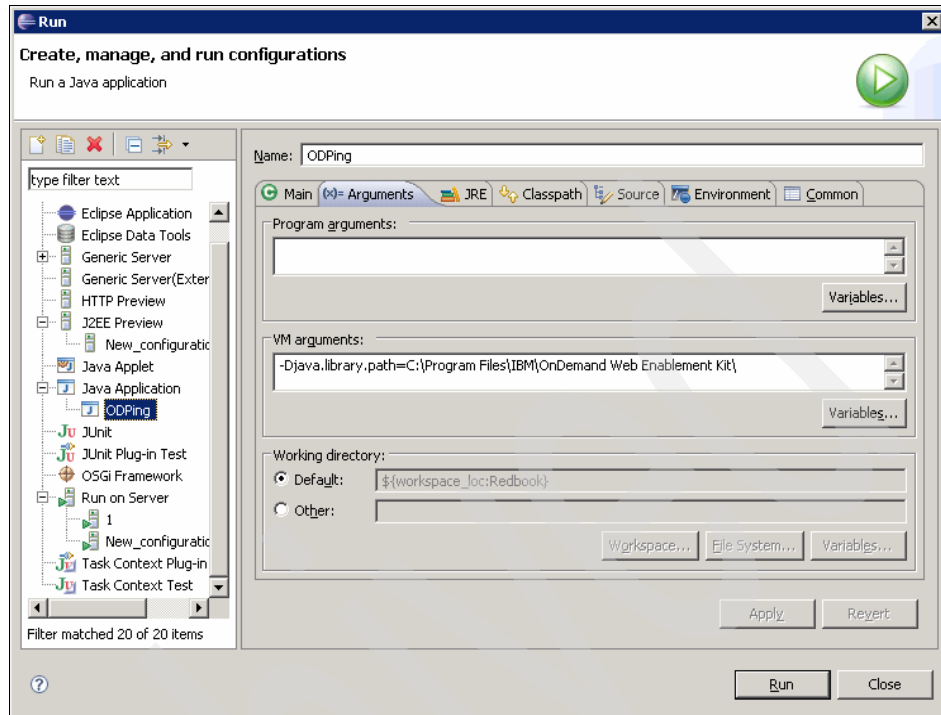 Run
Create, manage, and run configurations
Run a Java application
type filter text
Eclipse Application
Eclipse Data Tools
Generic Server
Generic Server(Exter
HTTP Preview
J2EE Preview
New_configuratic
Java Applet
Java Application
ODPing
JUnit
JUnit Plug-in Test
OSGi Framework
Run on Server
1
New_configuratic
Task Context Plug-in
Task Context Test
Filter matched 20 of 20 items
Name: ODPing
Main (x)= Arguments JRE Classpath Source Environment Common
Program arguments:
Variables...
VM arguments:
-Djava.library.path=C:\Program Files\IBM\OnDemand Web Enablement Kit\
Variables...
Working directory:
Default: ${workspace_loc:Redbook}
Other:
Workspace... File System... Variables...
Apply Revert
Run Close